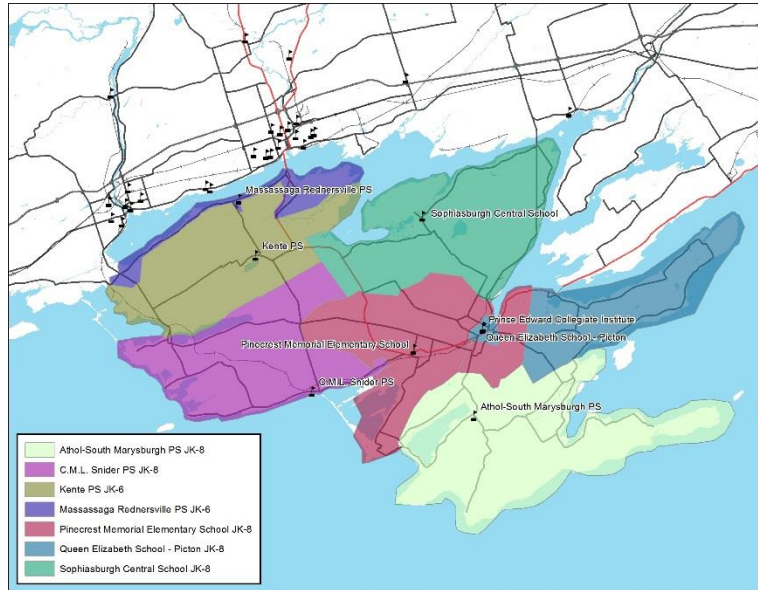 Massassaga Rednersville PS
Sophiasburgh Central School
Kente PS
Prince Edward Collegiate Institute
Queen Elizabeth School - Picton
Pinecrest Memorial Elementary School
C.M.L. Snider PS
Athol-South Marysburgh PS
Athol-South Marysburgh PS JK-8
C.M.L. Snider PS JK-8
Kente PS JK-6
Massassaga Rednersville PS JK-6
Pinecrest Memorial Elementary School JK-8
Queen Elizabeth School - Picton JK-8
Sophiasburgh Central School JK-8